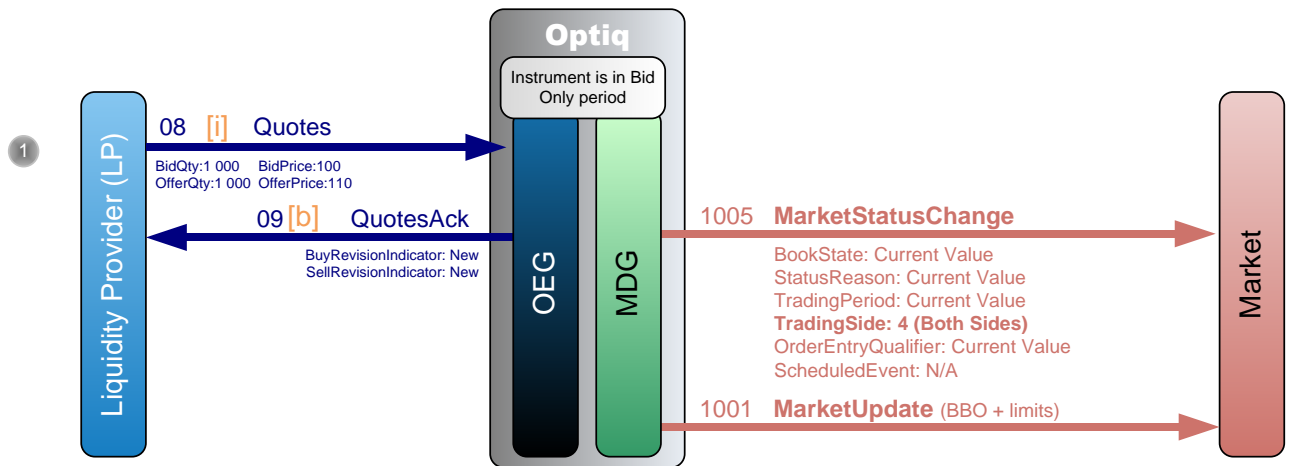 Optiq
Instrument is in Bid
Only period
1
Liquidity Provider (LP)
08 [i] Quotes
BidQty:1 000 BidPrice:100
OfferQty:1 000 OfferPrice:110
09 [b] QuotesAck
BuyRevisionIndicator: New
SellRevisionIndicator: New
OEG
MDG
1005 MarketStatusChange
BookState: Current Value
StatusReason: Current Value
TradingPeriod: Current Value
TradingSide: 4 (Both Sides)
OrderEntryQualifier: Current Value
ScheduledEvent: N/A
1001 MarketUpdate (BBO + limits)
Market